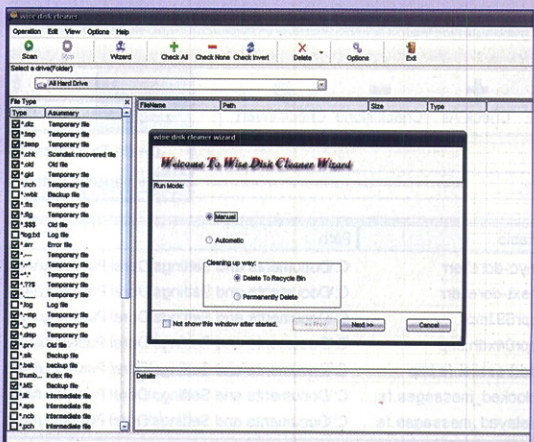 wise disk cleaner
Operation Edit View Options Help
Scan Stop Wizard Check All Check None Check Invert Delete Options Exit
Select a drive(Folder)
All Hard Drive
File Type X
FileName Path Size Type
Type Asummary
Temporary file
*.tmp Temporary file
*.temp Temporary file
*.chk Scandisk recovered file
*.old Old file
*.gid Temporary file
*.nch Temporary file
*.wbk Backup file
*.fts Temporary file
*.ftg Temporary file
*.$$$ Old file
*log.txt Log file
*.err Error file
Temporary file
Temporary file
Temporary file
*.??$ Temporary file
Temporary file
*.log Log file
*.~mp Temporary file
Temporary file
*.dmp Temporary file
*.prv Old file
Backup file
*.bak backup file
Index file
Backup file
*.ilk Intermediate file
*.aps Intermediate file
*.ncb Intermediate file
*.pch Intermediate file
wise disk cleaner wizard
Welcome To Wise Disk Cleaner Wizard
Run Mode:
Manual
Automatic
Cleaning up way:
Delete To Recycle Bin
Permanently Delete
Not show this window after started.
Next >>
Cancel
Details